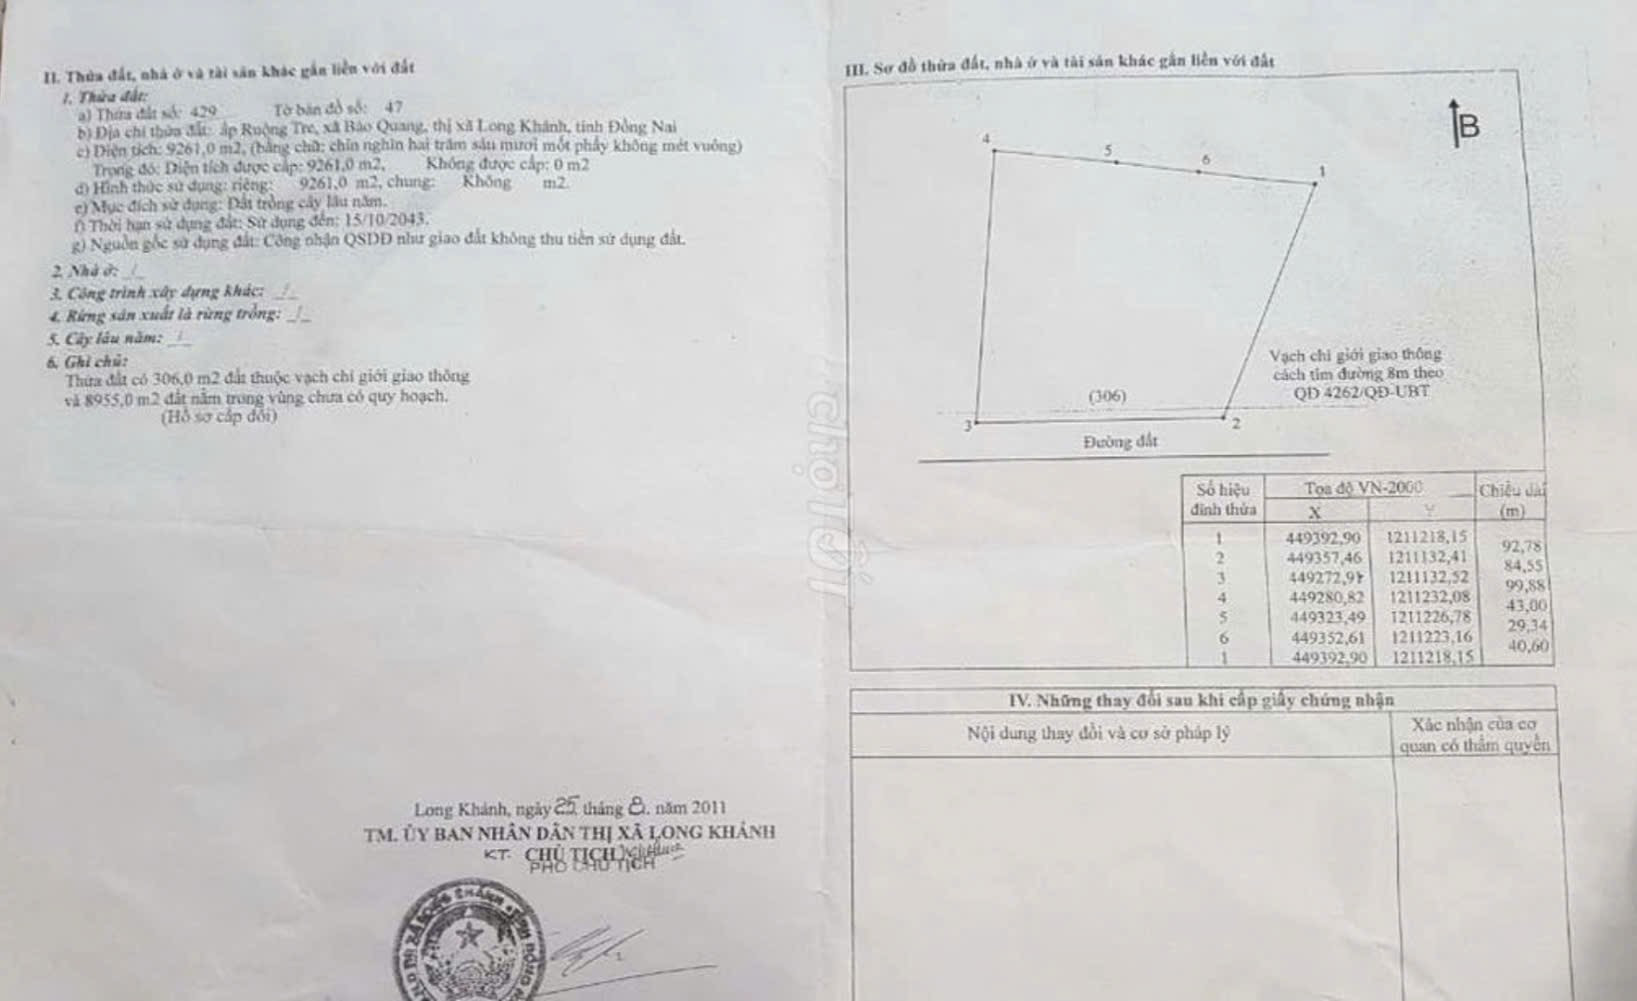 II. Thửa đất, nhà ở và tài sản khác gắn liền với đất
1. Thửa đất:
a) Thửa đất số: 429 Tờ bản đồ số: 47
b) Địa chỉ thửa đất: ấp Ruộng Tre, xã Bảo Quang, thị xã Long Khánh, tỉnh Đồng Nai
c) Diện tích: 9261,0 m2, (bằng chữ: chín nghìn hai trăm sáu mươi mốt phẩy không mét vuông)
Trong đó: Diện tích được cấp: 9261,0 m2, Không được cấp: 0 m2
d) Hình thức sử dụng: riêng: 9261,0 m2, chung: Không m2.
e) Mục đích sử dụng: Đất trồng cây lâu năm.
f) Thời hạn sử dụng đất: Sử dụng đến: 15/10/2043.
g) Nguồn gốc sử dụng đất: Công nhận QSDĐ như giao đất không thu tiền sử dụng đất.
2. Nhà ở: _/_
3. Công trình xây dựng khác: _/_
4. Rừng sản xuất là rừng trồng: _/_
5. Cây lâu năm: _/_
6. Ghi chú:
Thửa đất có 306,0 m2 đất thuộc vạch chỉ giới giao thông
và 8955,0 m2 đất nằm trong vùng chưa có quy hoạch.
(Hồ sơ cấp đổi)
Long Khánh, ngày 25 tháng 8. năm 2011
TM. ỦY BAN NHÂN DÂN THỊ XÃ LONG KHÁNH
KT. CHỦ TỊCH
PHÓ CHỦ TỊCH
III. Sơ đồ thửa đất, nhà ở và tài sản khác gắn liền với đất
B
4
5
6
1
Vạch chỉ giới giao thông
cách tim đường 8m theo
QĐ 4262/QĐ-UBT
(306)
3
2
Đường đất
Số hiệu đỉnh thửa Tọa độ VN-2000 Chiều dài (m)
X Y
1 449392,90 1211218,15
92,78
2 449357,46 1211132,41
84,55
3 449272,91 1211132,52
99,88
4 449280,82 1211232,08
43,00
5 449323,49 1211226,78
29,34
6 449352,61 1211223,16
40,60
1 449392,90 1211218,15
IV. Những thay đổi sau khi cấp giấy chứng nhận
Nội dung thay đổi và cơ sở pháp lý
Xác nhận của cơ
quan có thẩm quyền